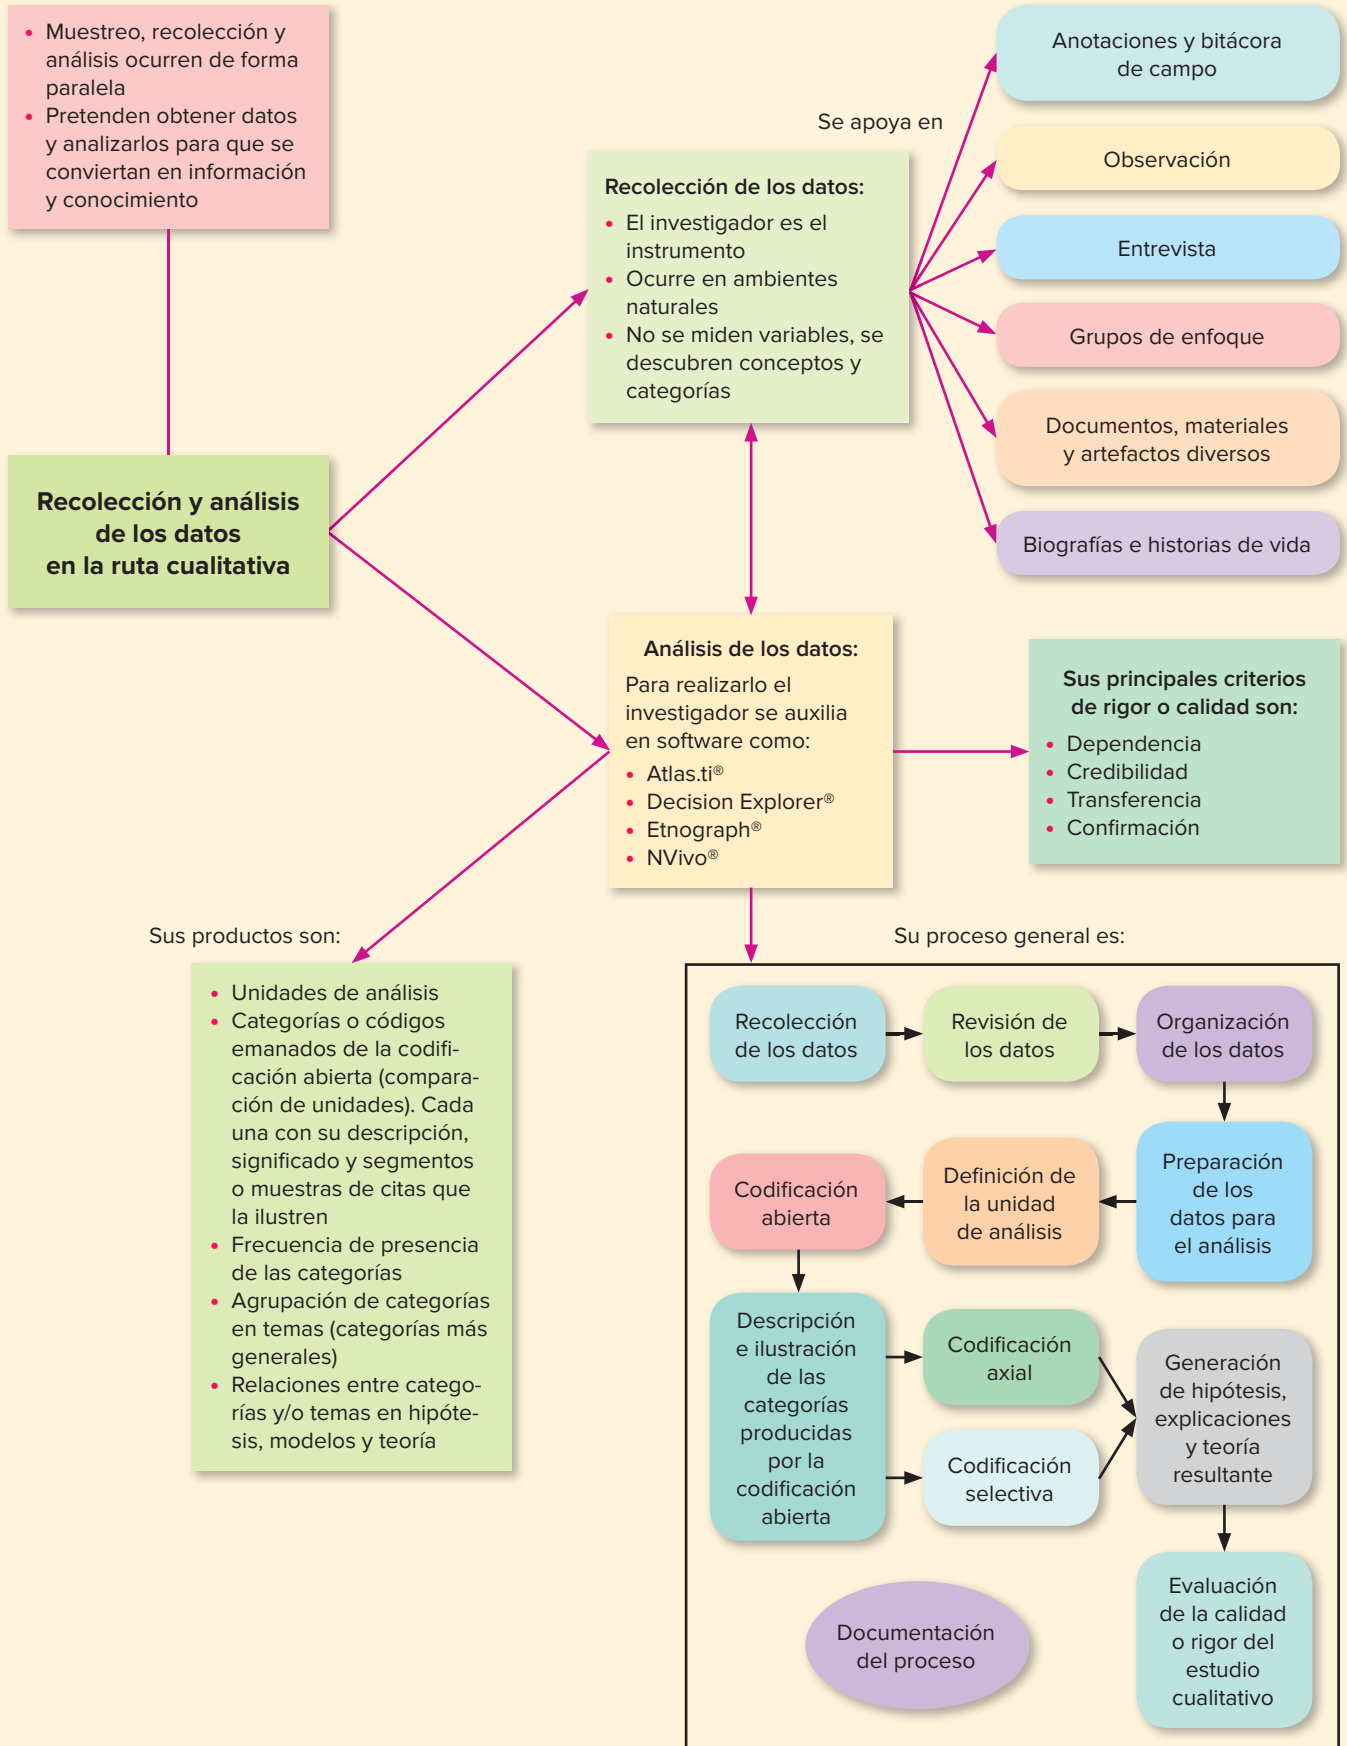 • Muestreo, recolección y
análisis ocurren de forma
paralela
• Pretenden obtener datos
y analizarlos para que se
conviertan en información
y conocimiento
Recolección y análisis
de los datos
en la ruta cualitativa
Recolección de los datos:
• El investigador es el
instrumento
• Ocurre en ambientes
naturales
• No se miden variables, se
descubren conceptos y
categorías
Se apoya en
Anotaciones y bitácora
de campo
Observación
Entrevista
Grupos de enfoque
Documentos, materiales
y artefactos diversos
Biografías e historias de vida
Análisis de los datos:
Para realizarlo el
investigador se auxilia
en software como:
• Atlas.ti®
• Decision Explorer®
• Etnograph®
• NVivo®
Sus principales criterios
de rigor o calidad son:
• Dependencia
• Credibilidad
• Transferencia
• Confirmación
Sus productos son:
• Unidades de análisis
• Categorías o códigos
emanados de la codifi-
cación abierta (compara-
ción de unidades). Cada
una con su descripción,
significado y segmentos
o muestras de citas que
la ilustren
• Frecuencia de presencia
de las categorías
• Agrupación de categorías
en temas (categorías más
generales)
• Relaciones entre catego-
rías y/o temas en hipóte-
sis, modelos y teoría
Su proceso general es:
Recolección
de los datos
Revisión de
los datos
Organización
de los datos
Preparación
de los
datos para
el análisis
Definición de
la unidad
de análisis
Codificación
abierta
Descripción
e ilustración
de las
categorías
producidas
por la
codificación
abierta
Codificación
axial
Codificación
selectiva
Generación
de hipótesis,
explicaciones
y teoría
resultante
Evaluación
de la calidad
o rigor del
estudio
cualitativo
Documentación
del proceso